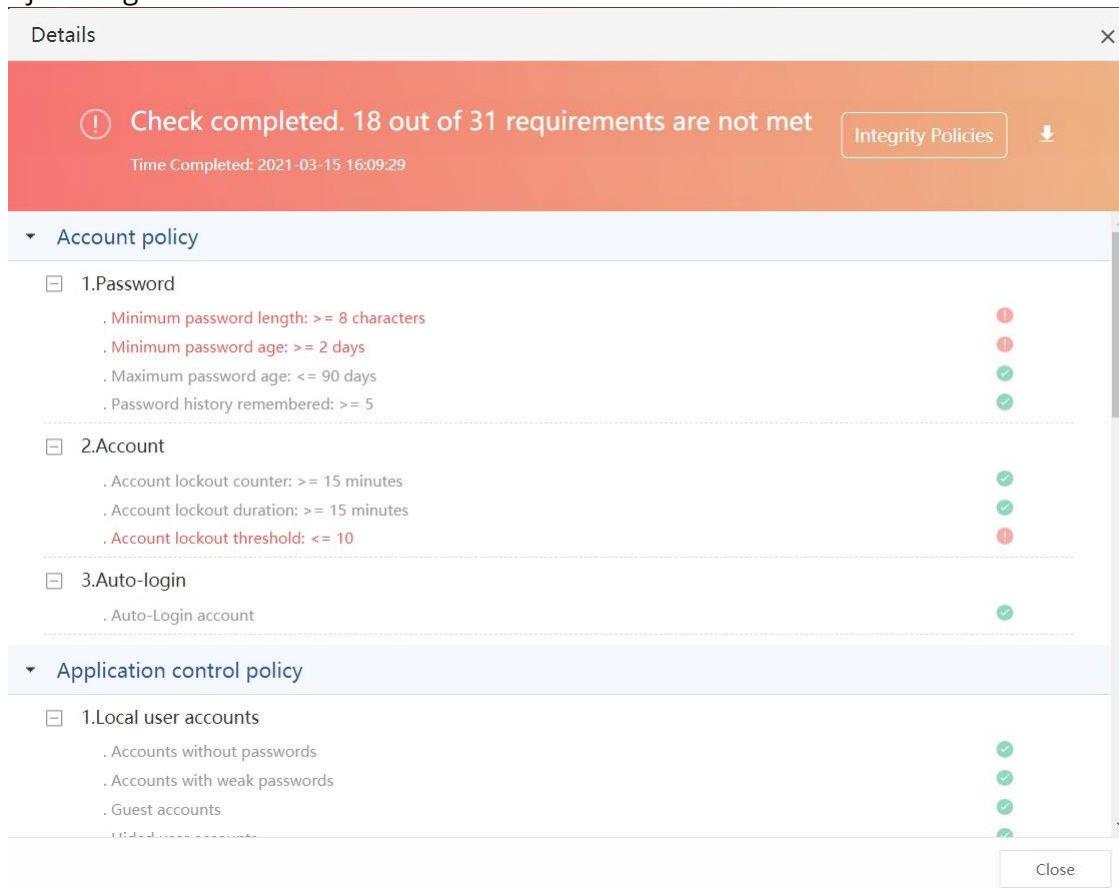 Details
Check completed. 18 out of 31 requirements are not met
Integrity Policies
Time Completed: 2021-03-15 16:09:29
Account policy
1.Password
. Minimum password length: >= 8 characters
. Minimum password age: >= 2 days
. Maximum password age: <= 90 days
. Password history remembered: >= 5
2.Account
. Account lockout counter: >= 15 minutes
. Account lockout duration: >= 15 minutes
. Account lockout threshold: <= 10
3.Auto-login
. Auto-Login account
Application control policy
1.Local user accounts
. Accounts without passwords
. Accounts with weak passwords
. Guest accounts
Close